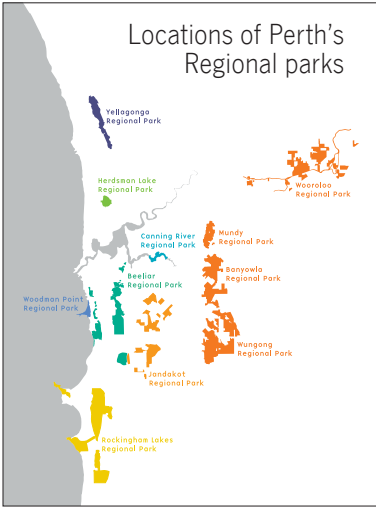 Locations of Perth's
Regional parks
Yellagonga
Regional Park
Herdsman Lake
Regional Park
Wooroloo
Regional Park
Canning River
Regional Park
Mundy
Regional Park
Banyowla
Regional Park
Beeliar
Regional Park
Woodman Point
Regional Park
Wungong
Regional Park
Jandakot
Regional Park
Rockingham Lakes
Regional Park